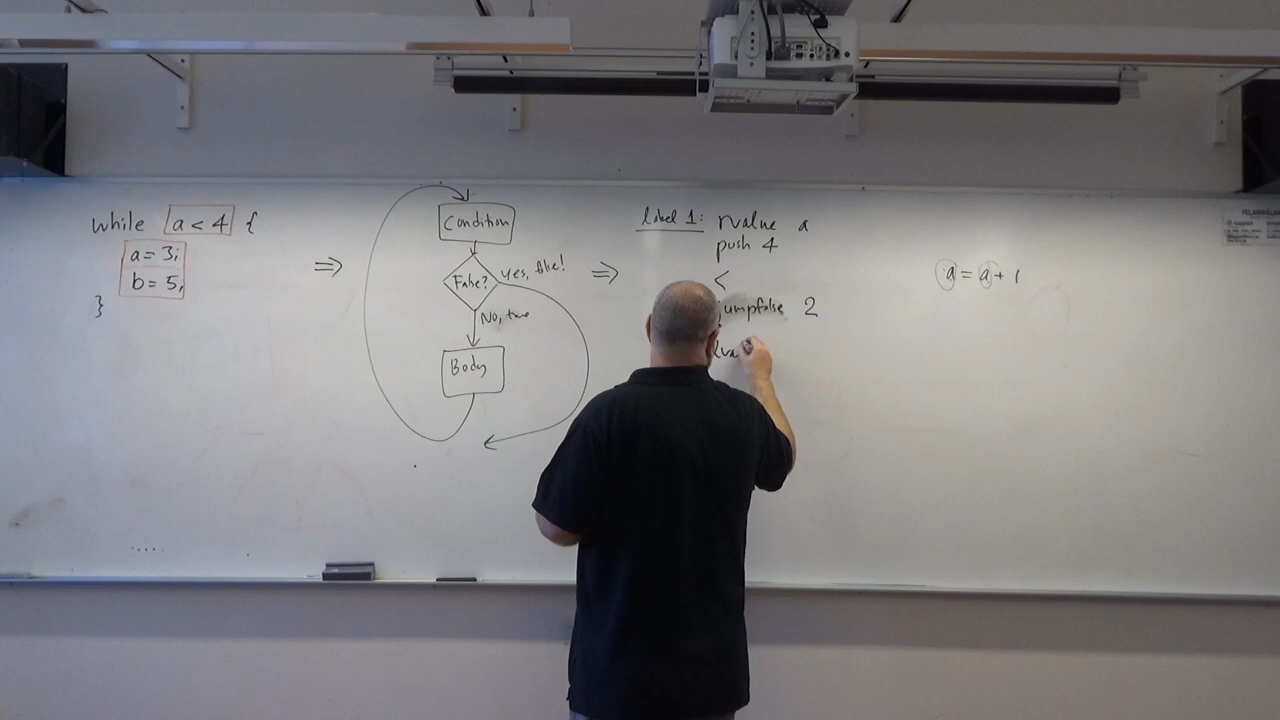 while a < 4 {
a = 3;
b = 5;
}
⇒
Condition
False?
yes, false!
No, true
Body
⇒
label 1: rvalue a
push 4
<
jumpfalse 2
lva
a = a + 1